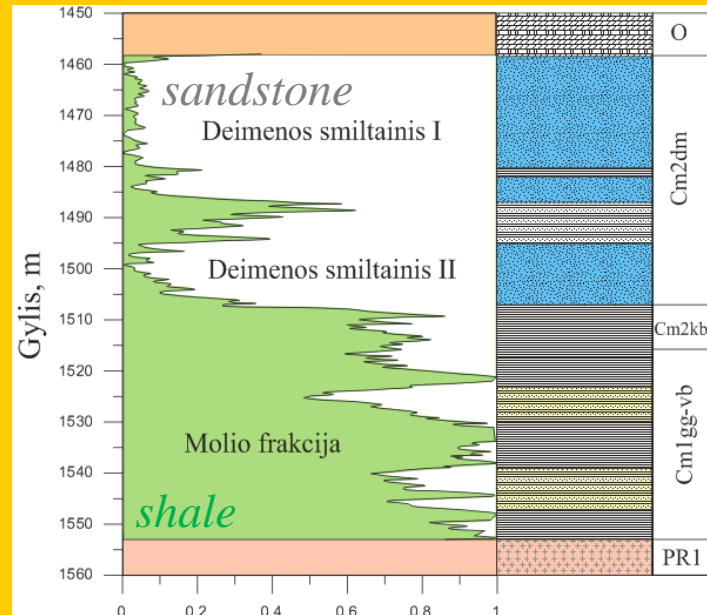 Gylis, m
1450
1460
1470
1480
1490
1500
1510
1520
1530
1540
1550
1560
0
0.2
0.4
0.6
0.8
1
sandstone
Deimenos smiltainis I
Deimenos smiltainis II
Molio frakcija
shale
O
Cm2dm
Cm2kb
Cm1gg-vb
PR1